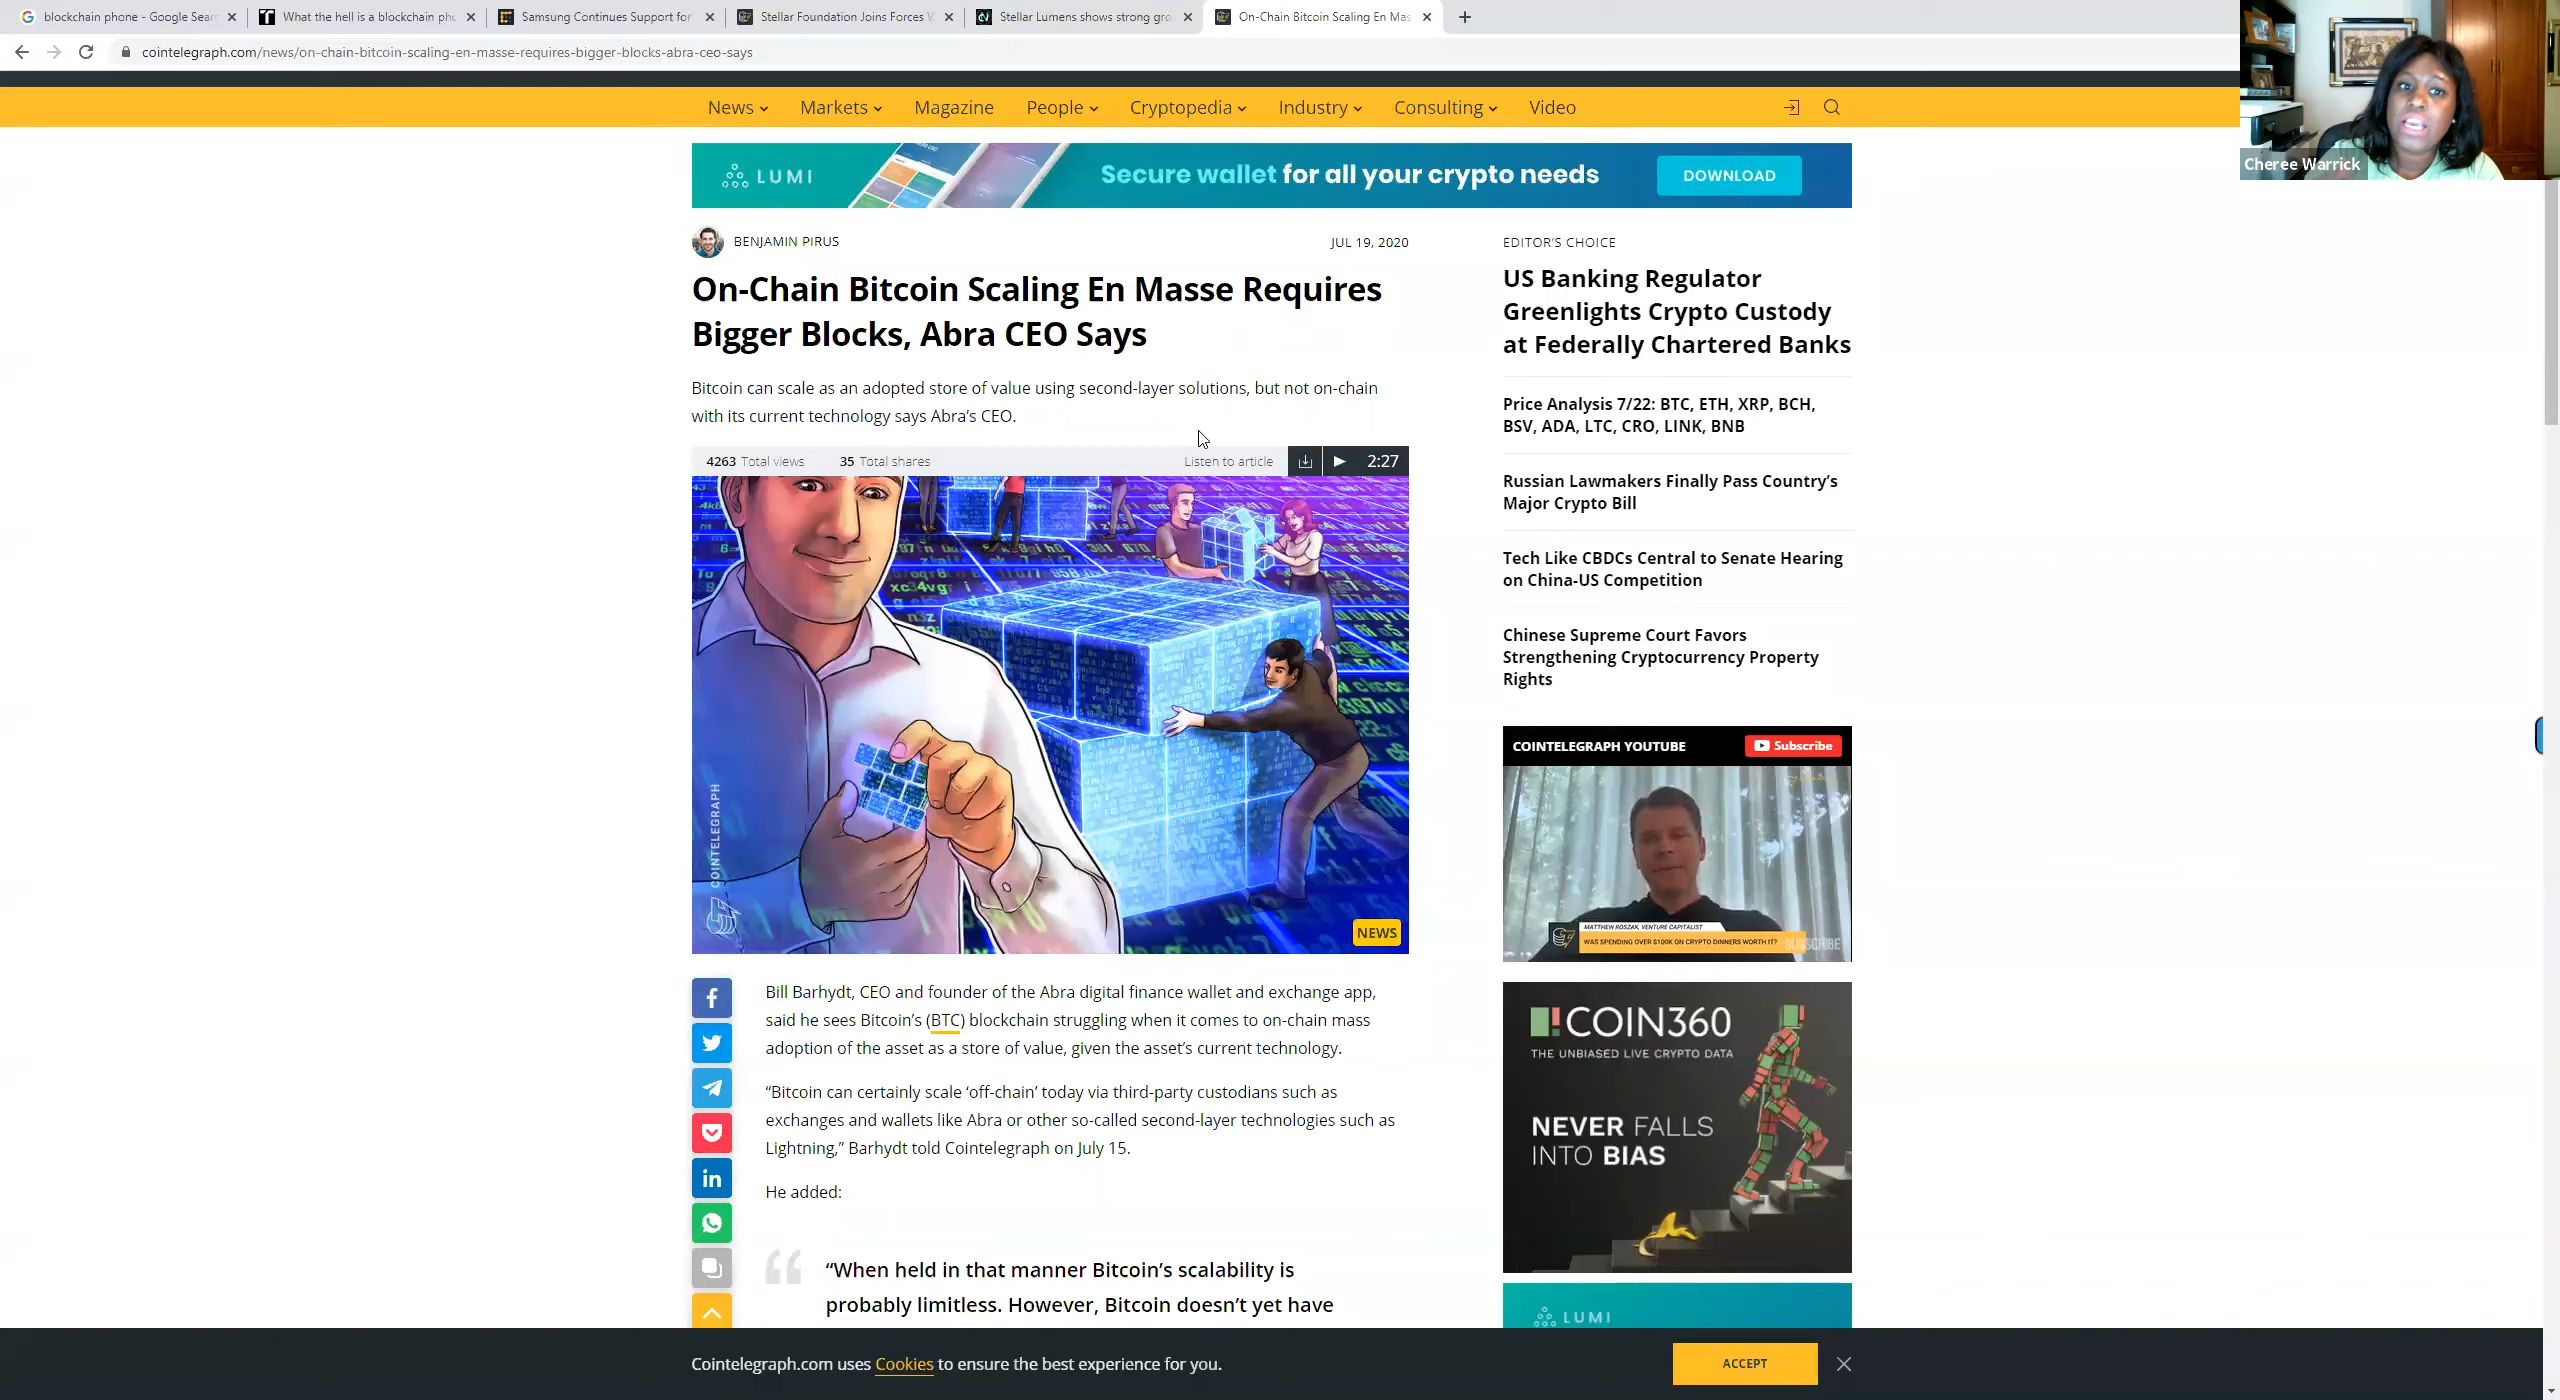 blockchain phone - Google Sear
What the hell is a blockchain pho
Samsung Continues Support for
Stellar Foundation Joins Forces W
Stellar Lumens shows strong gro
On-Chain Bitcoin Scaling En Mas
cointelegraph.com/news/on-chain-bitcoin-scaling-en-masse-requires-bigger-blocks-abra-ceo-says
News Markets Magazine People Cryptopedia Industry Consulting Video
Cheree Warrick
LUMI Secure wallet for all your crypto needs DOWNLOAD
BENJAMIN PIRUS JUL 19, 2020
On-Chain Bitcoin Scaling En Masse Requires
Bigger Blocks, Abra CEO Says
Bitcoin can scale as an adopted store of value using second-layer solutions, but not on-chain
with its current technology says Abra’s CEO.
4263 Total views 35 Total shares Listen to article 2:27
COINTELEGRAPH
NEWS
Bill Barhydt, CEO and founder of the Abra digital finance wallet and exchange app,
said he sees Bitcoin’s (BTC) blockchain struggling when it comes to on-chain mass
adoption of the asset as a store of value, given the asset’s current technology.
“Bitcoin can certainly scale ‘off-chain’ today via third-party custodians such as
exchanges and wallets like Abra or other so-called second-layer technologies such as
Lightning,” Barhydt told Cointelegraph on July 15.
He added:
“When held in that manner Bitcoin’s scalability is
probably limitless. However, Bitcoin doesn’t yet have
EDITOR’S CHOICE
US Banking Regulator
Greenlights Crypto Custody
at Federally Chartered Banks
Price Analysis 7/22: BTC, ETH, XRP, BCH,
BSV, ADA, LTC, CRO, LINK, BNB
Russian Lawmakers Finally Pass Country’s
Major Crypto Bill
Tech Like CBDCs Central to Senate Hearing
on China-US Competition
Chinese Supreme Court Favors
Strengthening Cryptocurrency Property
Rights
COINTELEGRAPH YOUTUBE Subscribe
MATTHEW ROSZAK, VENTURE CAPITALIST
WAS SPENDING OVER $100K ON CRYPTO DINNERS WORTH IT?
SUBSCRIBE
COIN360
THE UNBIASED LIVE CRYPTO DATA
NEVER FALLS
INTO BIAS
LUMI
Cointelegraph.com uses Cookies to ensure the best experience for you.
ACCEPT